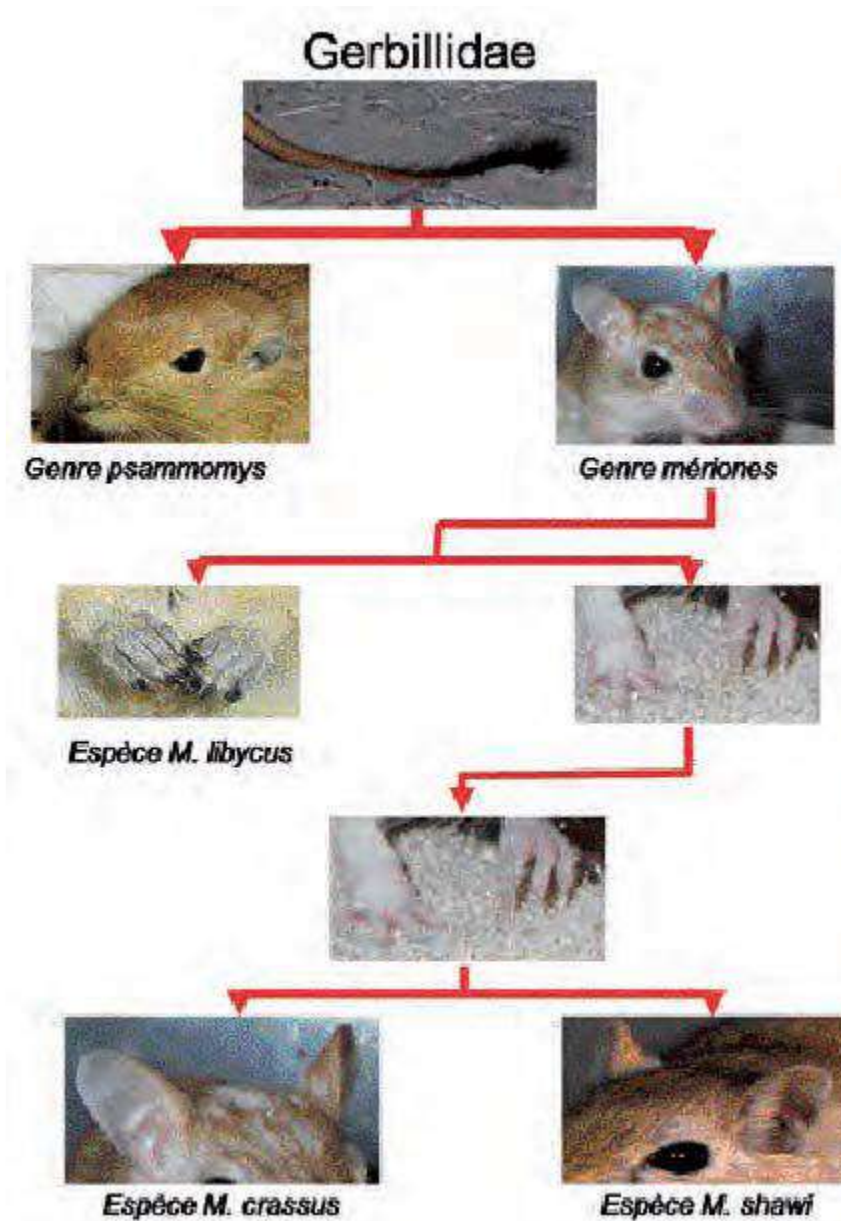 Gerbillidae
Genre psammomys
Genre mériones
Espèce M. libycus
Espèce M. crassus
Espèce M. shawi